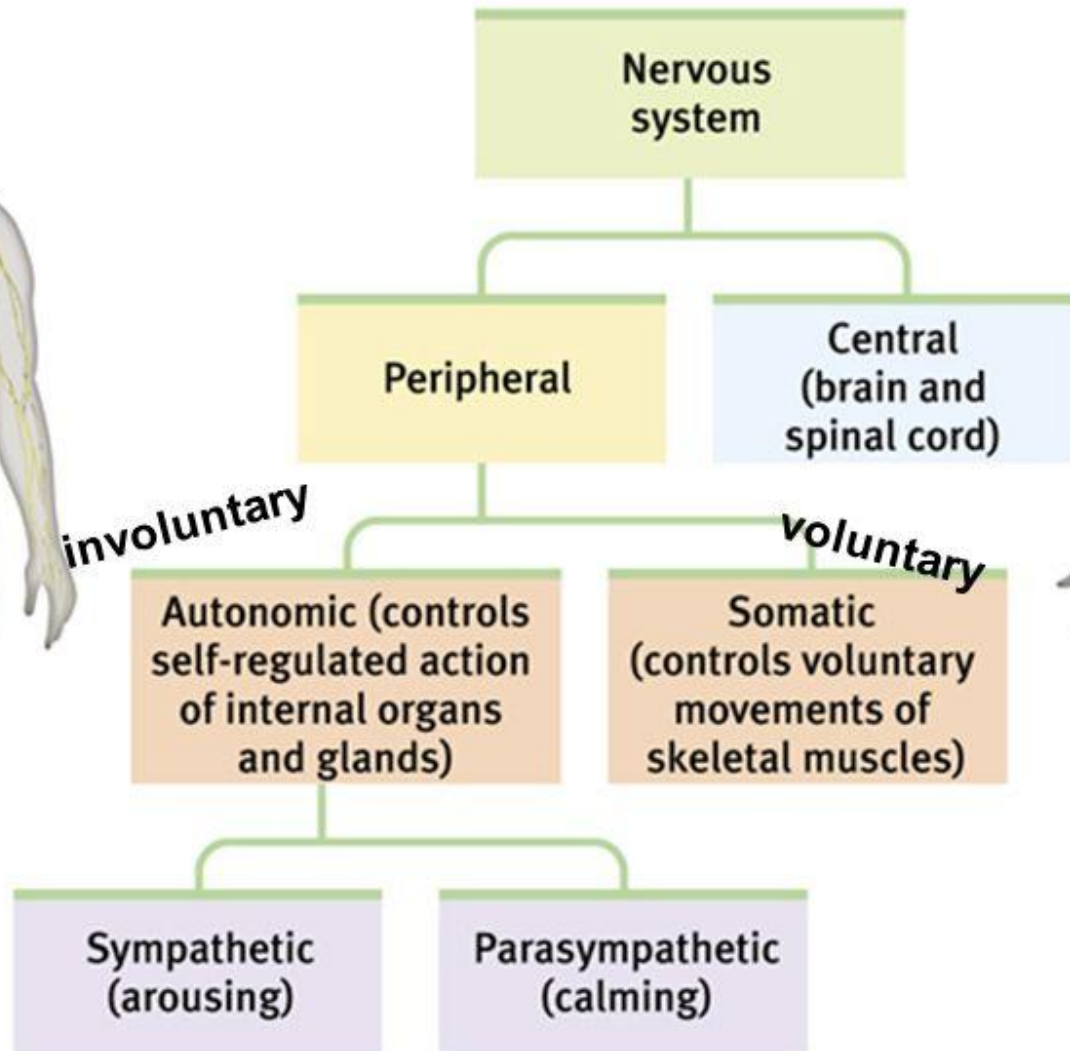 Nervous
system
Peripheral
Central
(brain and
spinal cord)
involuntary
voluntary
Autonomic (controls
self-regulated action
of internal organs
and glands)
Somatic
(controls voluntary
movements of
skeletal muscles)
Sympathetic
(arousing)
Parasympathetic
(calming)